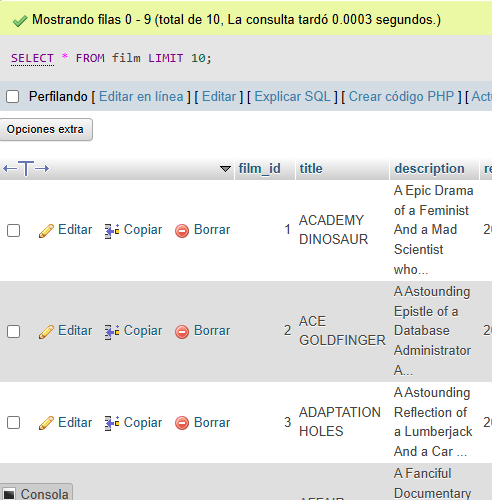 Mostrando filas 0 - 9 (total de 10, La consulta tardó 0.0003 segundos.)
SELECT * FROM film LIMIT 10;
Perfilando [ Editar en línea ] [ Editar ] [ Explicar SQL ] [ Crear código PHP ] [ Actu
Opciones extra
film_id title description re
A Epic Drama
of a Feminist
Editar Copiar Borrar 1 ACADEMY DINOSAUR And a Mad 20
Scientist
who...
A Astounding
Epistle of a
Editar Copiar Borrar 2 ACE GOLDFINGER Database 20
Administrator
A...
A Astounding
Reflection of
Editar Copiar Borrar 3 ADAPTATION HOLES a Lumberjack 20
And a Car ...
A Fanciful
Documentary
Consola